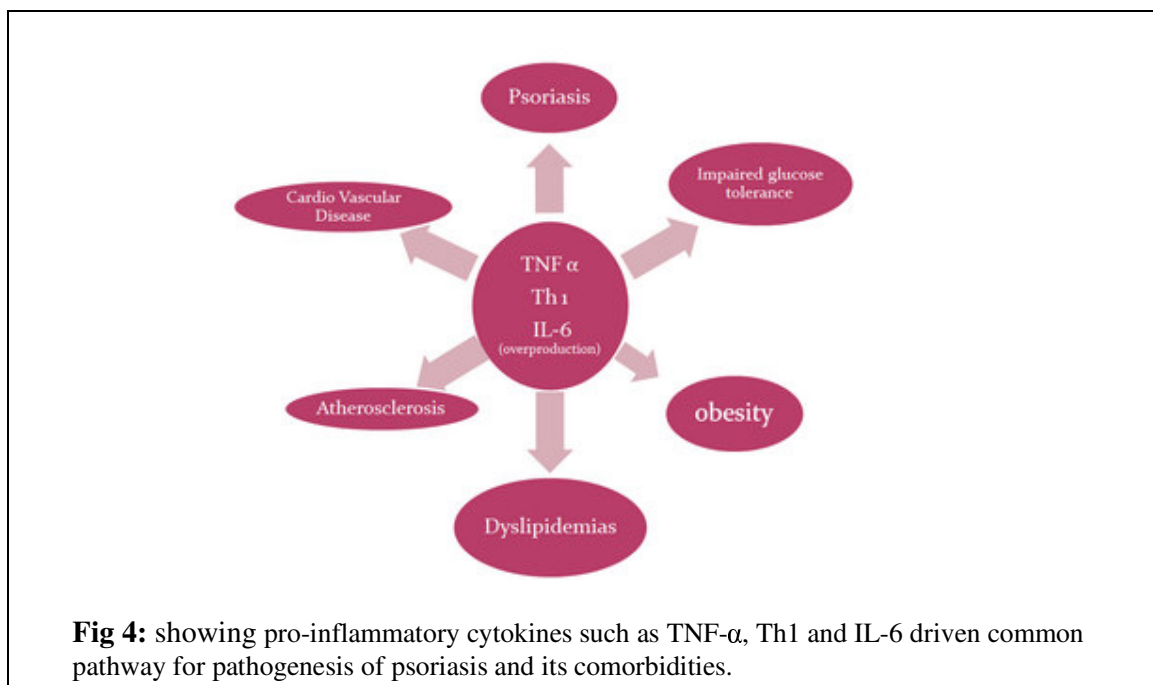 Psoriasis
Impaired glucose
tolerance
Cardio Vascular
Disease
TNF α
Th1
IL-6
(overproduction)
Atherosclerosis
obesity
Dyslipidemias
Fig 4: showing pro-inflammatory cytokines such as TNF-α, Th1 and IL-6 driven common
pathway for pathogenesis of psoriasis and its comorbidities.